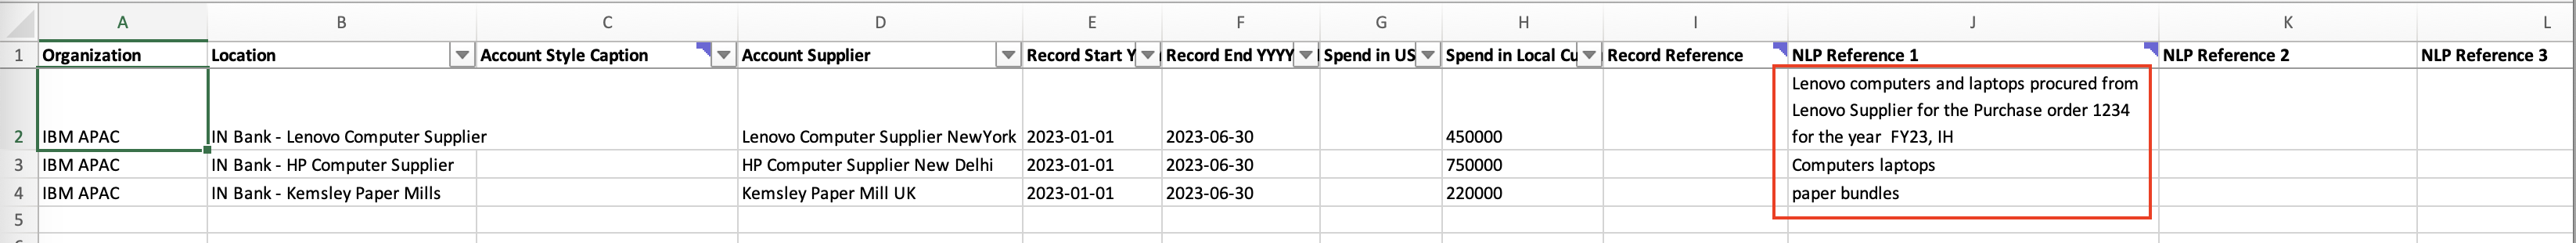 A B C D E F G H I J K L
1 Organization Location Account Style Caption Account Supplier Record Start Y Record End YYYY Spend in US Spend in Local Cu Record Reference NLP Reference 1 NLP Reference 2 NLP Reference 3
Lenovo computers and laptops procured from
Lenovo Supplier for the Purchase order 1234
2 IBM APAC IN Bank - Lenovo Computer Supplier Lenovo Computer Supplier NewYork 2023-01-01 2023-06-30 450000 for the year  FY23, IH
3 IBM APAC IN Bank - HP Computer Supplier HP Computer Supplier New Delhi 2023-01-01 2023-06-30 750000 Computers laptops
4 IBM APAC IN Bank - Kemsley Paper Mills Kemsley Paper Mill UK 2023-01-01 2023-06-30 220000 paper bundles
5